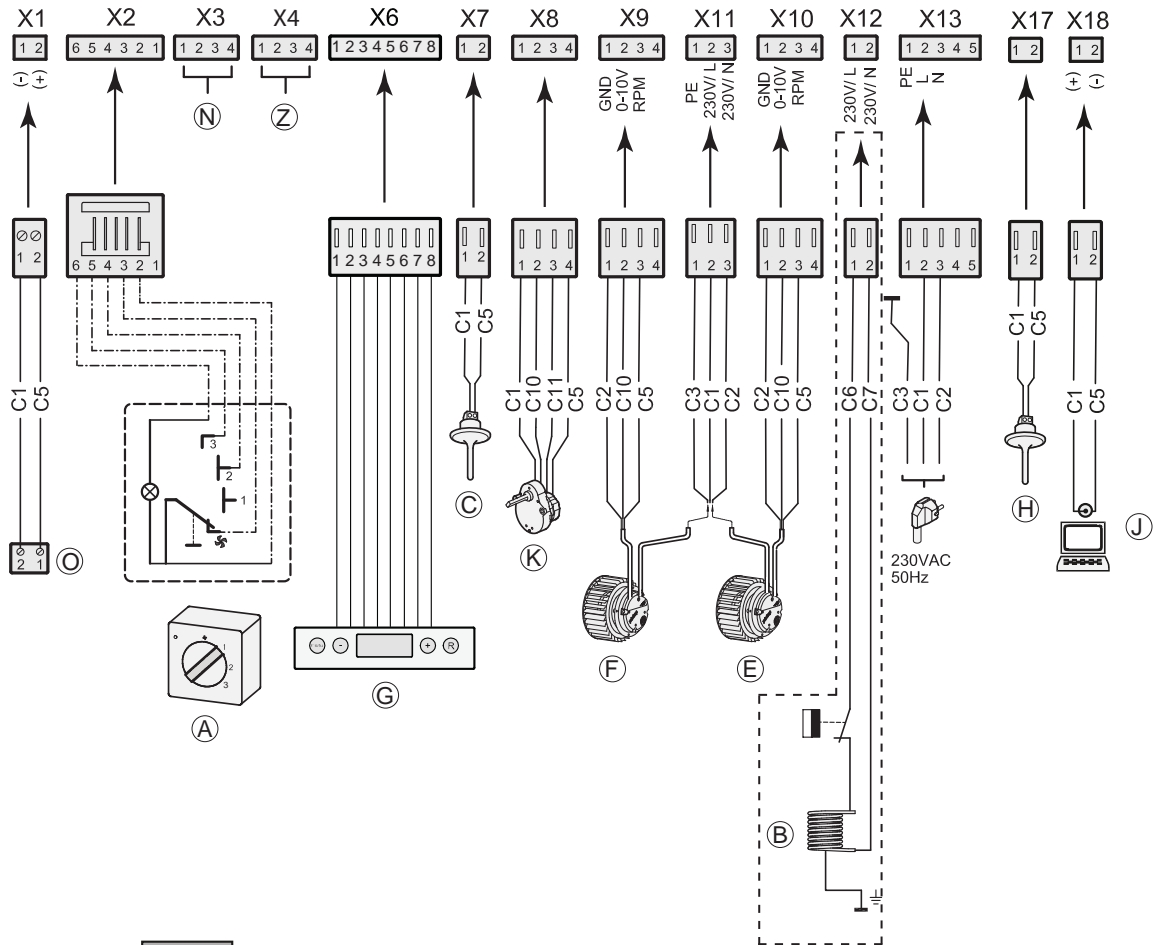 X1 X2 X3 X4 X6 X7 X8 X9 X11 X10 X12 X13 X17 X18
1 2 6 5 4 3 2 1 1 2 3 4 1 2 3 4 1 2 3 4 5 6 7 8 1 2 1 2 3 4 1 2 3 4 1 2 3 1 2 3 4 1 2 1 2 3 4 5 1 2 1 2
(-)
(+)
N
Z
GND
0-10V
RPM
PE
230V/ L
230V/ N
GND
0-10V
RPM
230V/ L
230V/ N
PE
L
N
(+)
(-)
1 2
6 5 4 3 2 1
1 2 3 4 5 6 7 8
1 2
1 2 3 4
1 2 3 4
1 2 3
1 2 3 4
1 2
1 2 3 4 5
1 2
1 2
C1
C5
C1
C5
C1
C10
C11
C5
C2
C10
C5
C3
C1
C2
C2
C10
C5
C6
C7
C3
C1
C2
C1
C5
C1
C5
3
2
1
2 1
O
C
K
230VAC
50Hz
H
J
1
2
3
A
- + R
G
F
E
B